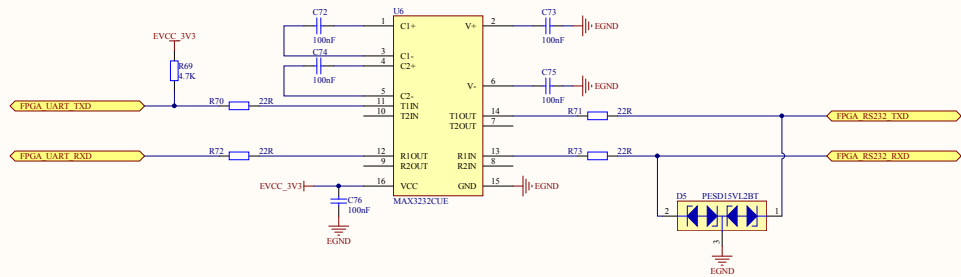 U6
C72
1 C1+ V+ 2
C73
EGND
100nF
100nF
EVCC_3V3
3 C1-
C74
4 C2+
R69
4.7K
100nF
C75
V- 6
EGND
100nF
5 C2-
FPGA_UART_TXD R70 22R 11 T1IN
10 T2IN
T1OUT 14 R71 22R FPGA_RS232_TXD
T2OUT 7
FPGA_UART_RXD R72 22R 12 R1OUT R1IN 13 R73 22R FPGA_RS232_RXD
9 R2OUT R2IN 8
EVCC_3V3 16 VCC GND 15 EGND
C76
100nF
MAX3232CUE
D5 PESD15VL2BT
2 1
3
EGND
EGND